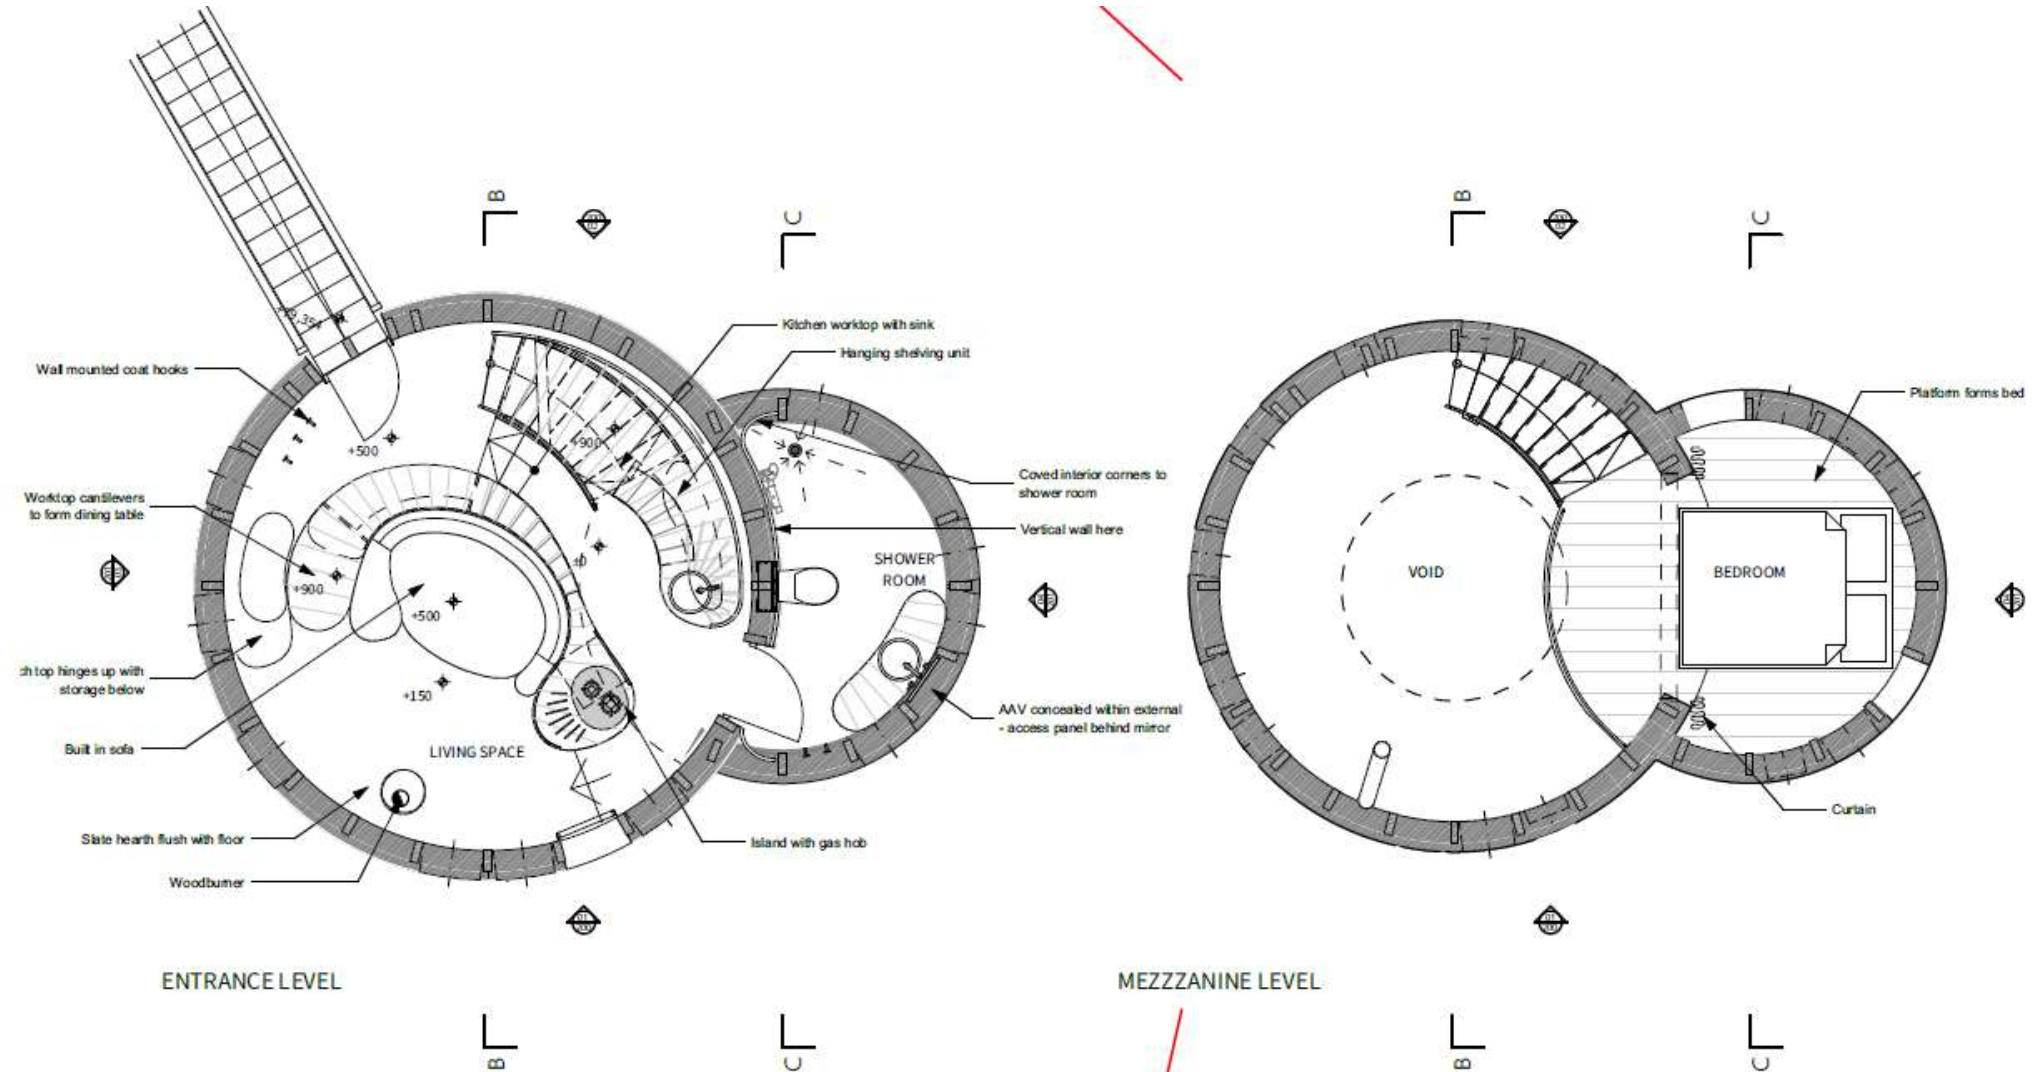 B
C
B
C
Kitchen worktop with sink
Hanging shelving unit
Wall mounted coat hooks
Platform forms bed
+900
+500
Coved interior corners to
shower room
Worktop cantilevers
to form dining table
Vertical wall here
±0
SHOWER
ROOM
VOID
BEDROOM
+900
+500
top hinges up with
storage below
+150
AAV concealed within external
- access panel behind mirror
Built in sofa
LIVING SPACE
Curtain
Slate hearth flush with floor
Island with gas hob
Woodburner
ENTRANCE LEVEL
MEZZZANINE LEVEL
B
C
B
C